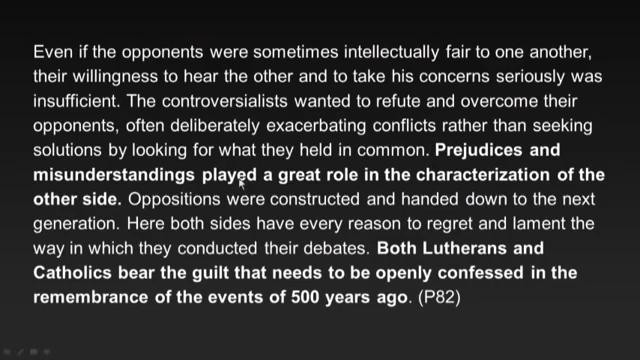 Even if the opponents were sometimes intellectually fair to one another,
their willingness to hear the other and to take his concerns seriously was
insufficient. The controversialists wanted to refute and overcome their
opponents, often deliberately exacerbating conflicts rather than seeking
solutions by looking for what they held in common. Prejudices and
misunderstandings played a great role in the characterization of the
other side. Oppositions were constructed and handed down to the next
generation. Here both sides have every reason to regret and lament the
way in which they conducted their debates. Both Lutherans and
Catholics bear the guilt that needs to be openly confessed in the
remembrance of the events of 500 years ago. (P82)